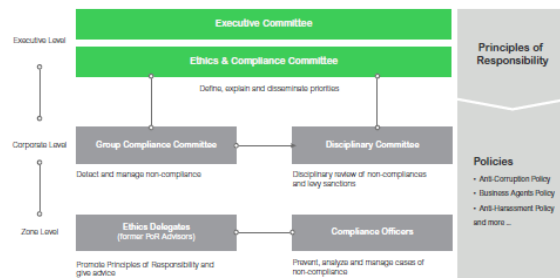 Executive Committee
Executive Level
Ethics & Compliance Committee
Define, explain and disseminate priorities
Corporate Level
Group Compliance Committee
Disciplinary Committee
Detect and manage non-compliance
Disciplinary review of non-compliances
and levy sanctions
Zone Level
Ethics Delegates
(former PoR Advisors)
Compliance Officers
Promote Principles of Responsibility and
give advice
Prevent, analyze and manage cases of
non-compliance
Principles of
Responsibility
Policies
• Anti-Corruption Policy
• Business Agents Policy
• Anti-Harassment Policy
and more ...